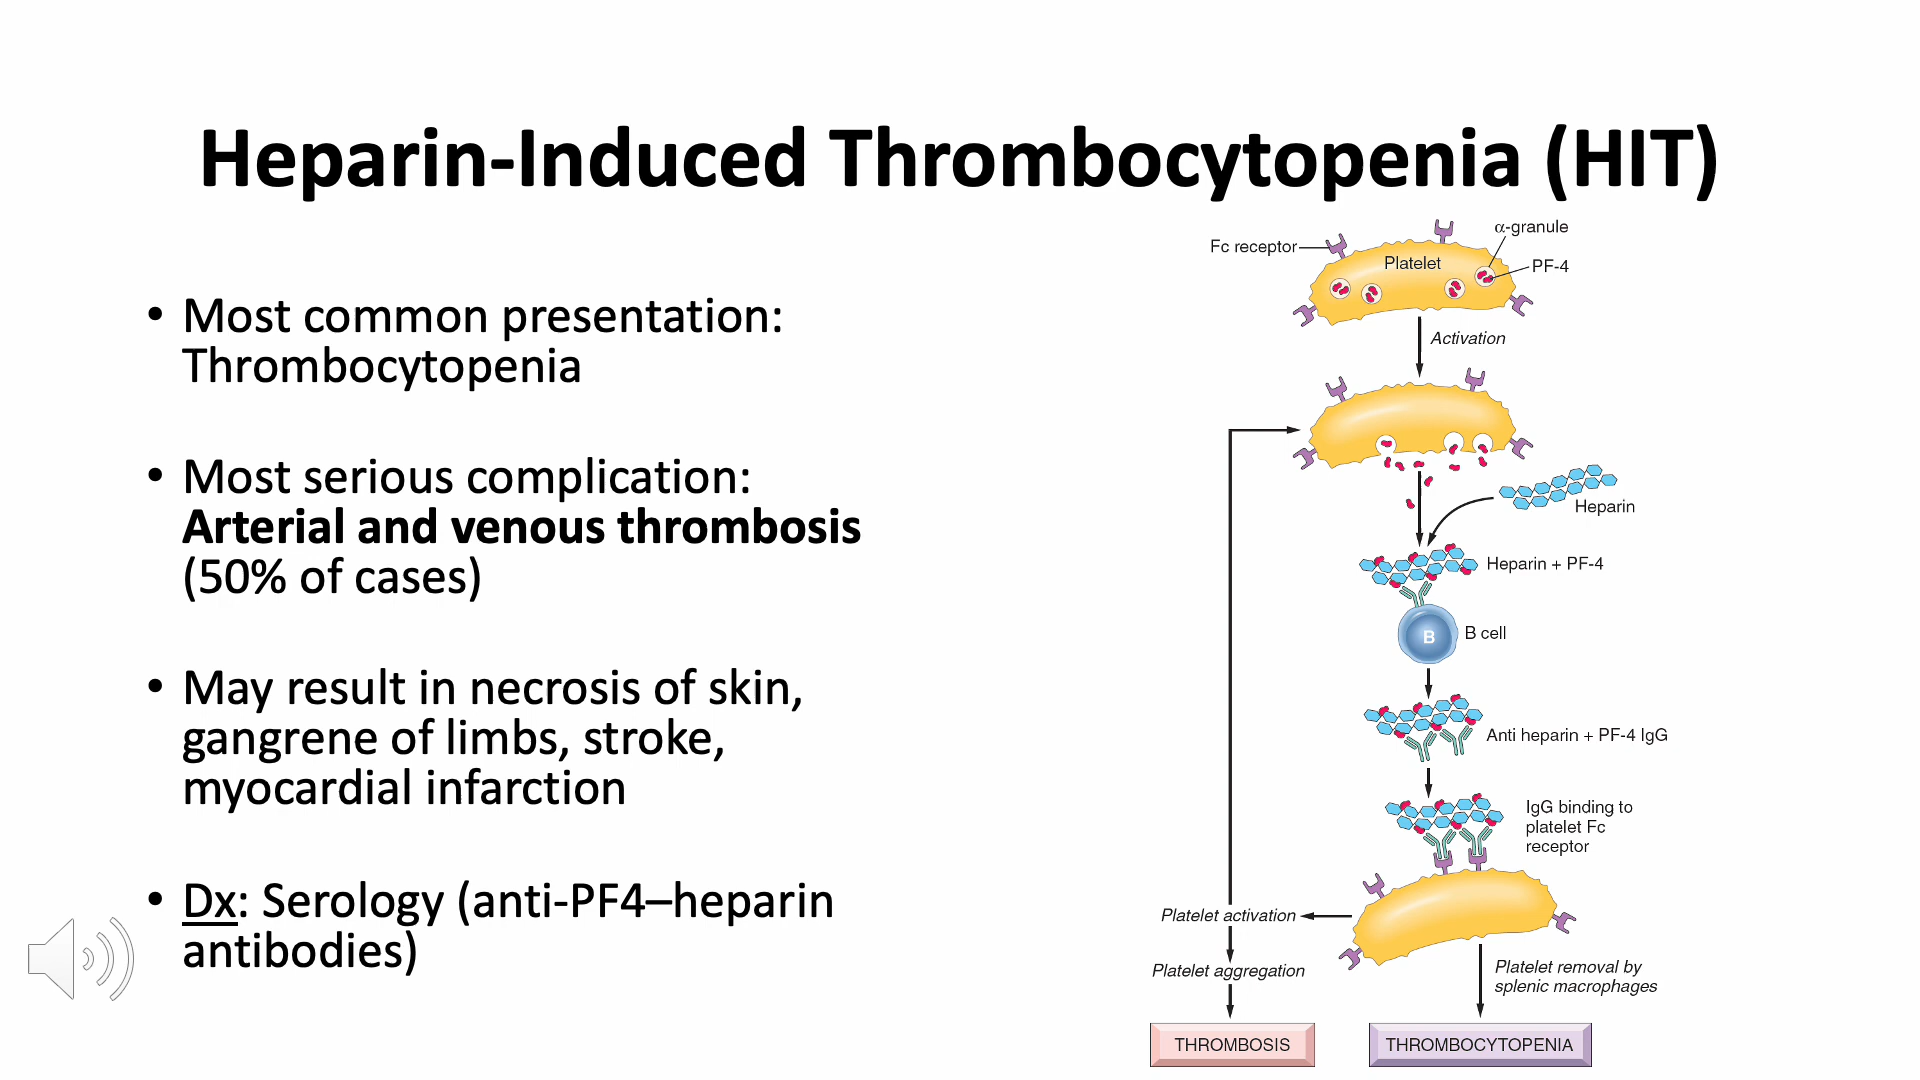 Heparin-Induced Thrombocytopenia (HIT)
• Most common presentation:
Thrombocytopenia
• Most serious complication:
Arterial and venous thrombosis
(50% of cases)
• May result in necrosis of skin,
gangrene of limbs, stroke,
myocardial infarction
• Dx: Serology (anti-PF4–heparin
antibodies)
α-granule
Fc receptor
Platelet
PF-4
Activation
Heparin
Heparin + PF-4
B
B cell
Anti heparin + PF-4 IgG
IgG binding to
platelet Fc
receptor
Platelet activation
Platelet aggregation
Platelet removal by
splenic macrophages
THROMBOSIS
THROMBOCYTOPENIA